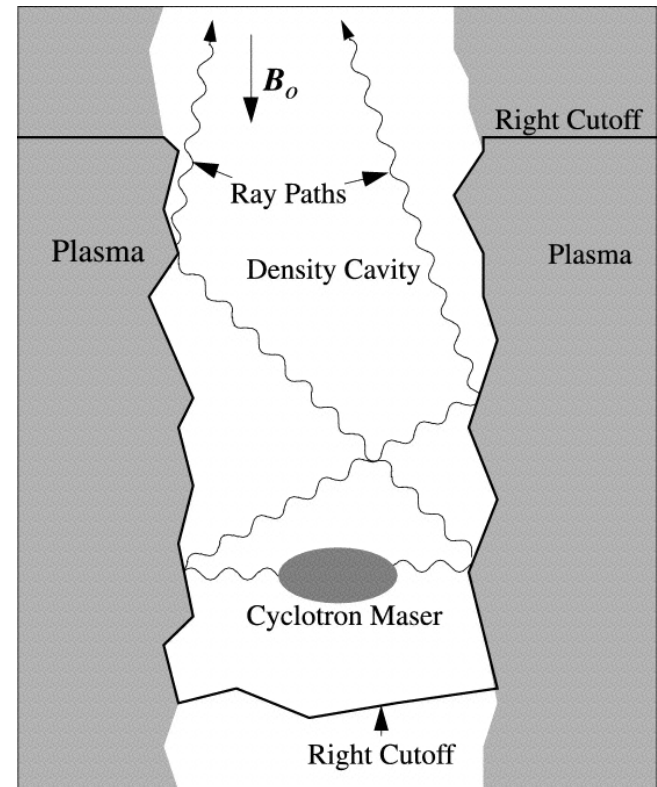 B_o
Right Cutoff
Ray Paths
Plasma
Density Cavity
Plasma
Cyclotron Maser
Right Cutoff